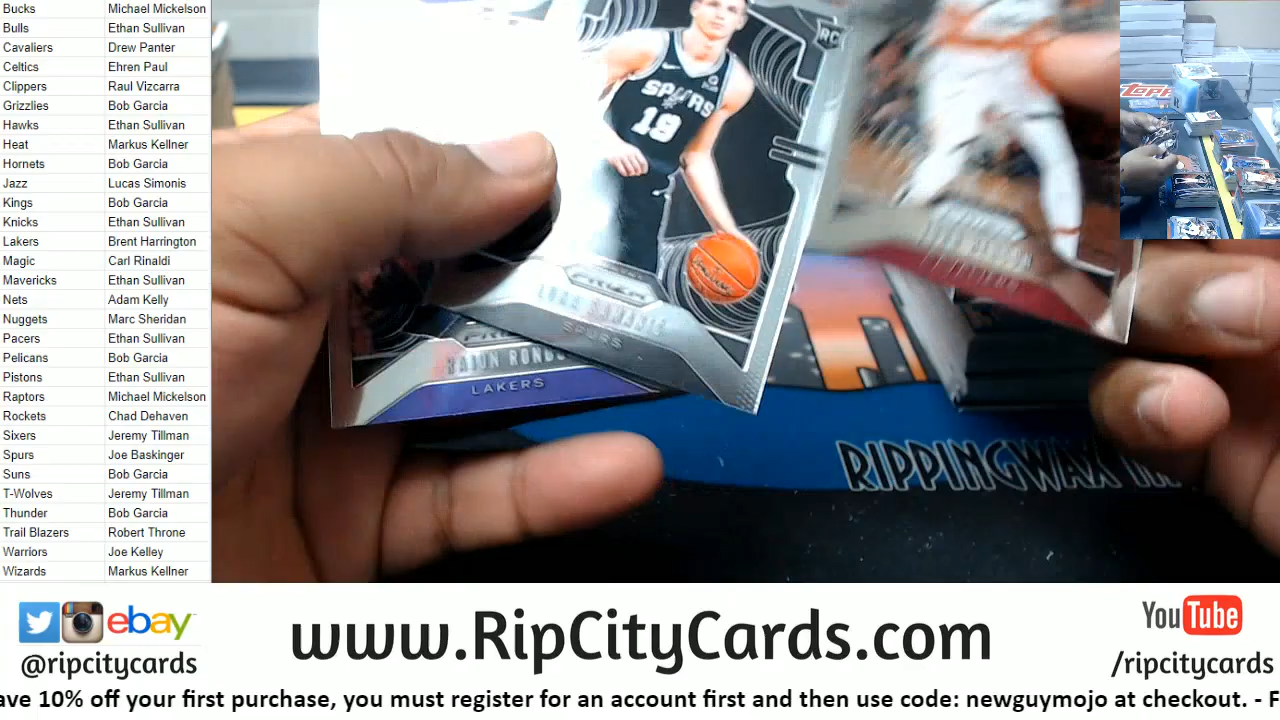 Bucks Michael Mickelson
Bulls Ethan Sullivan
Cavaliers Drew Panter
Celtics Ehren Paul
Clippers Raul Vizcarra
Grizzlies Bob Garcia
Hawks Ethan Sullivan
Heat Markus Kellner
Hornets Bob Garcia
Jazz Lucas Simonis
Kings Bob Garcia
Knicks Ethan Sullivan
Lakers Brent Harrington
Magic Carl Rinaldi
Mavericks Ethan Sullivan
Nets Adam Kelly
Nuggets Marc Sheridan
Pacers Ethan Sullivan
Pelicans Bob Garcia
Pistons Ethan Sullivan
Raptors Michael Mickelson
Rockets Chad Dehaven
Sixers Jeremy Tillman
Spurs Joe Baskinger
Suns Bob Garcia
T-Wolves Jeremy Tillman
Thunder Bob Garcia
Trail Blazers Robert Throne
Warriors Joe Kelley
Wizards Markus Kellner
RC
SPURS
19
PRIZM
SPURS
LAKERS
TOPPS
RIPPINGWAX
ebay
@ripcitycards
www.RipCityCards.com
YouTube
/ripcitycards
ave 10% off your first purchase, you must register for an account first and then use code: newguymojo at checkout. - F